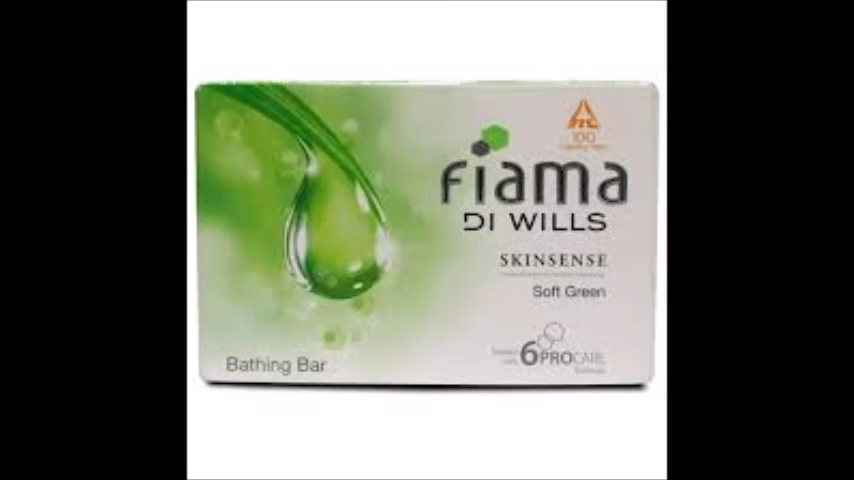 ITC
100
fiama
DI WILLS
SKINSENSE
Soft Green
6PROCARE
Bathing Bar